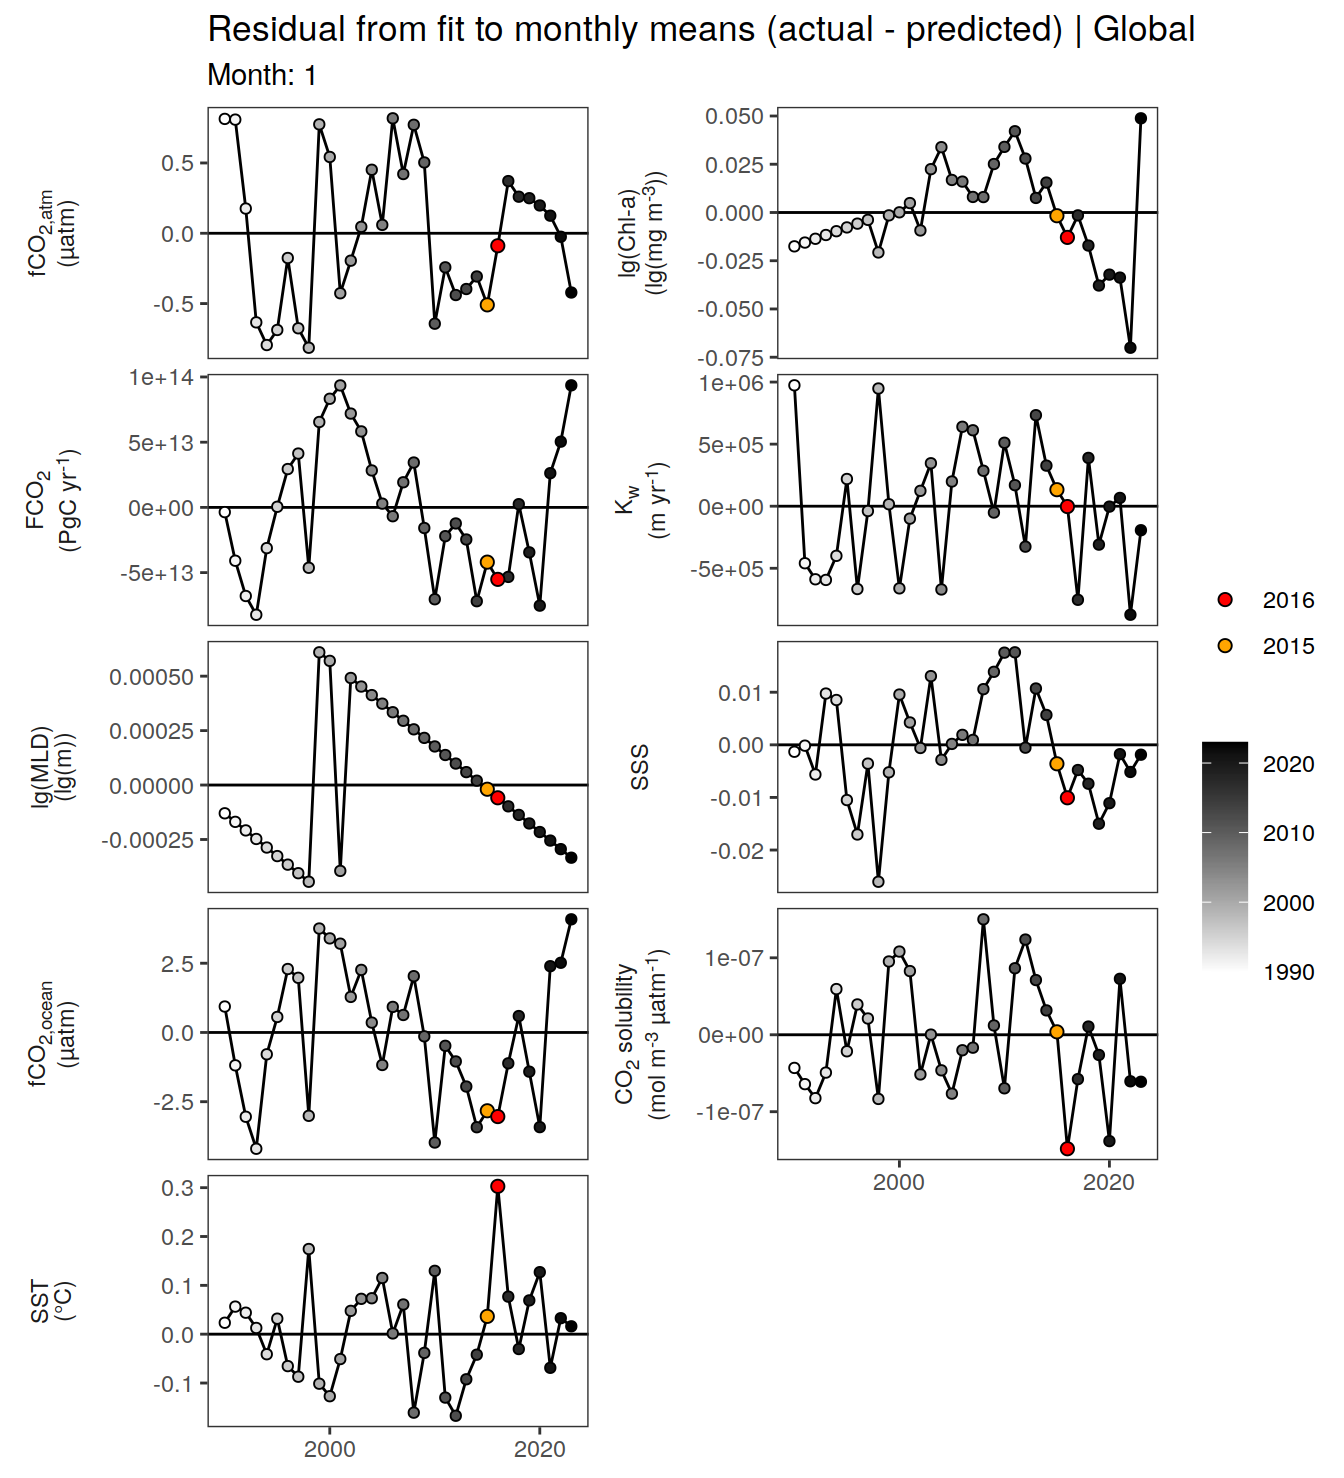 Residual from fit to monthly means (actual - predicted) | Global
Month: 1
fCO2,atm
(µatm)
0.5
0.0
-0.5
lg(Chl-a)
(lg(mg m-3))
0.050
0.025
0.000
-0.025
-0.050
-0.075
FCO2
(PgC yr-1)
1e+14
5e+13
0e+00
-5e+13
Kw
(m yr-1)
1e+06
5e+05
0e+00
-5e+05
lg(MLD)
(lg(m))
0.00050
0.00025
0.00000
-0.00025
SSS
0.01
0.00
-0.01
-0.02
fCO2,ocean
(µatm)
2.5
0.0
-2.5
CO2 solubility
(mol m-3 µatm-1)
1e-07
0e+00
-1e-07
2000 2020
SST
(°C)
0.3
0.2
0.1
0.0
-0.1
2000 2020
2016
2015
2020
2010
2000
1990